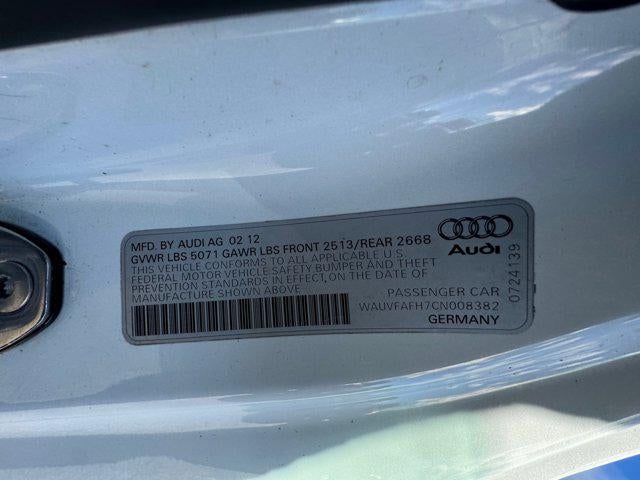 MFD. BY AUDI AG 02 12
GVWR LBS 5071 GAWR LBS FRONT 2513/REAR 2668
THIS VEHICLE CONFORMS TO ALL APPLICABLE U S
FEDERAL MOTOR VEHICLE SAFETY BUMPER AND THEFT
PREVENTION STANDARDS IN EFFECT, ON THE DATE OF
MANUFACTURE SHOWN ABOVE
Audi
0724139
PASSENGER CAR
WAUVFAFH7CN008382
GERMANY